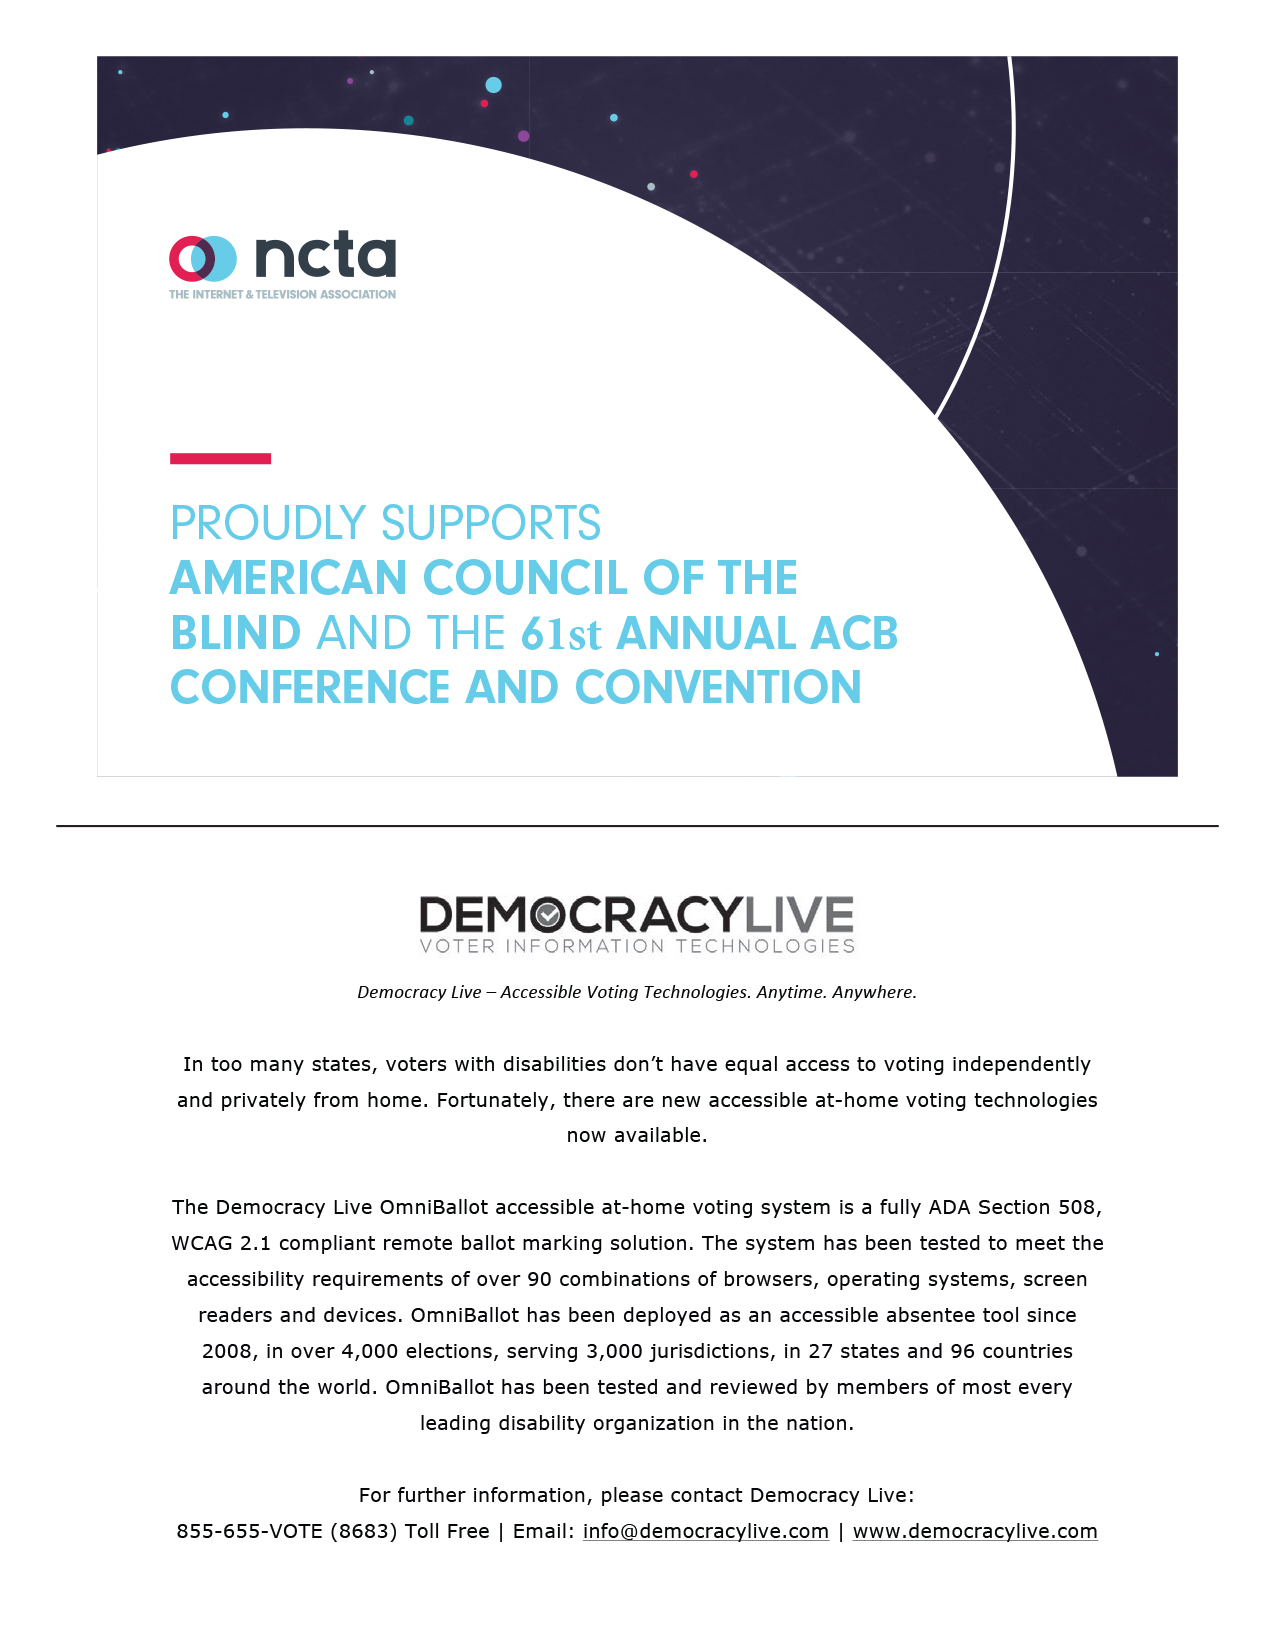 ncta
THE INTERNET & TELEVISION ASSOCIATION
PROUDLY SUPPORTS
AMERICAN COUNCIL OF THE
BLIND AND THE 61st ANNUAL ACB
CONFERENCE AND CONVENTION
DEMOCRACYLIVE
VOTER INFORMATION TECHNOLOGIES
Democracy Live – Accessible Voting Technologies. Anytime. Anywhere.
In too many states, voters with disabilities don’t have equal access to voting independently
and privately from home. Fortunately, there are new accessible at-home voting technologies
now available.
The Democracy Live OmniBallot accessible at-home voting system is a fully ADA Section 508,
WCAG 2.1 compliant remote ballot marking solution. The system has been tested to meet the
accessibility requirements of over 90 combinations of browsers, operating systems, screen
readers and devices. OmniBallot has been deployed as an accessible absentee tool since
2008, in over 4,000 elections, serving 3,000 jurisdictions, in 27 states and 96 countries
around the world. OmniBallot has been tested and reviewed by members of most every
leading disability organization in the nation.
For further information, please contact Democracy Live:
855-655-VOTE (8683) Toll Free | Email: info@democracylive.com | www.democracylive.com